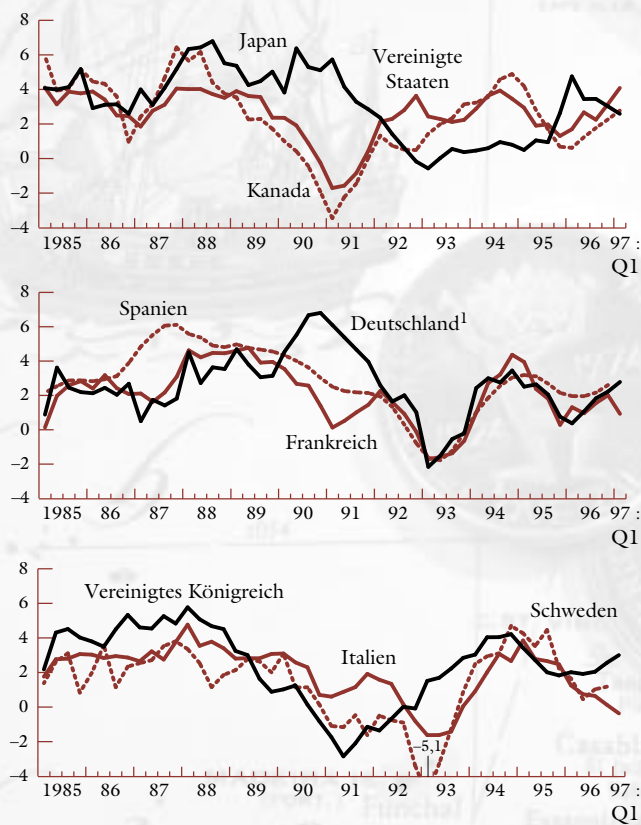 8
6
4
2
0
−2
−4
Japan
Vereinigte
Staaten
Kanada
1985 86 87 88 89 90 91 92 93 94 95 96 97 :
Q1
8
6
4
2
0
−2
−4
Spanien
Deutschland¹
Frankreich
1985 86 87 88 89 90 91 92 93 94 95 96 97 :
Q1
8
6
4
2
0
−2
−4
Vereinigtes Königreich
Schweden
Italien
−5,1
1985 86 87 88 89 90 91 92 93 94 95 96 97 :
Q1
Funchal